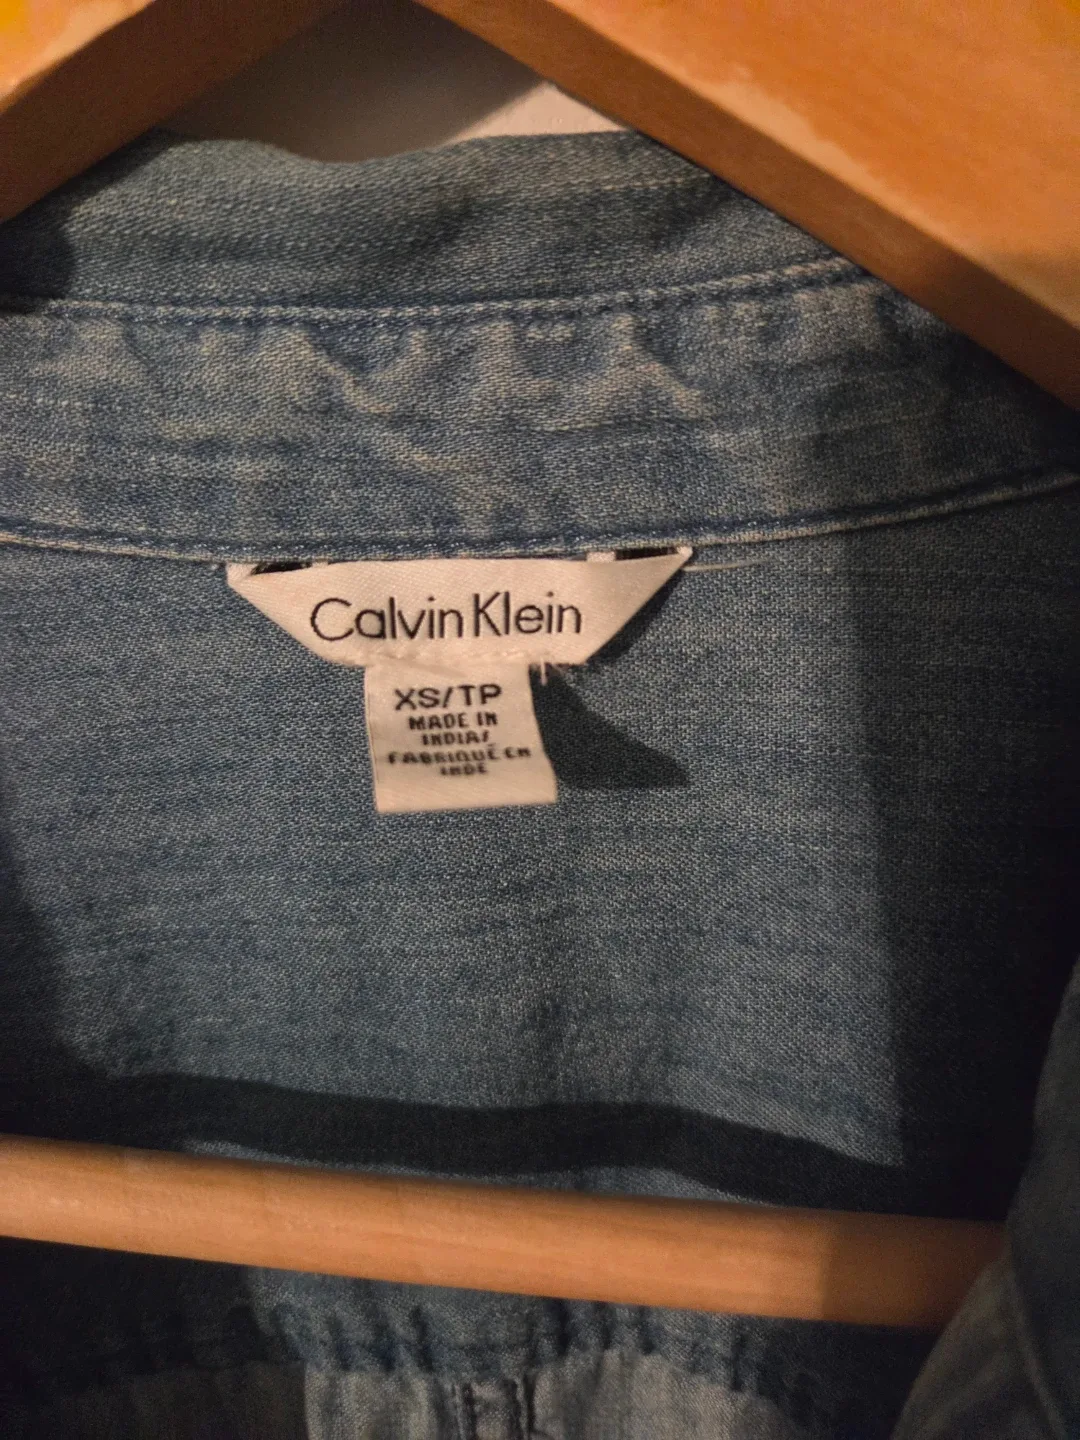 Calvin Klein
XS/TP
MADE IN
INDIA/
FABRIQUÉ EN
INDE